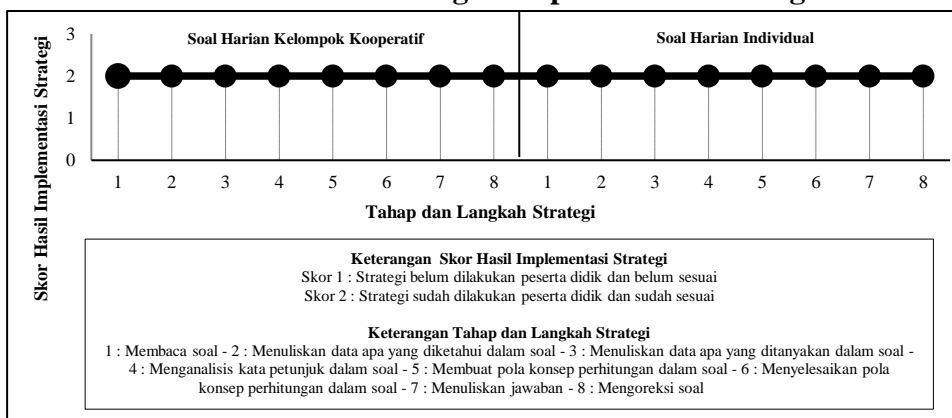 Soal Harian Kelompok Kooperatif
Soal Harian Individual
Skor Hasil Implementasi Strategi
3
2
1
0
1 2 3 4 5 6 7 8 1 2 3 4 5 6 7 8
Tahap dan Langkah Strategi
Keterangan Skor Hasil Implementasi Strategi
Skor 1 : Strategi belum dilakukan peserta didik dan belum sesuai
Skor 2 : Strategi sudah dilakukan peserta didik dan sudah sesuai
Keterangan Tahap dan Langkah Strategi
1 : Membaca soal - 2 : Menuliskan data apa yang diketahui dalam soal - 3 : Menuliskan data apa yang ditanyakan dalam soal -
4 : Menganalisis kata petunjuk dalam soal - 5 : Membuat pola konsep perhitungan dalam soal - 6 : Menyelesaikan pola
konsep perhitungan dalam soal - 7 : Menuliskan jawaban - 8 : Mengoreksi soal